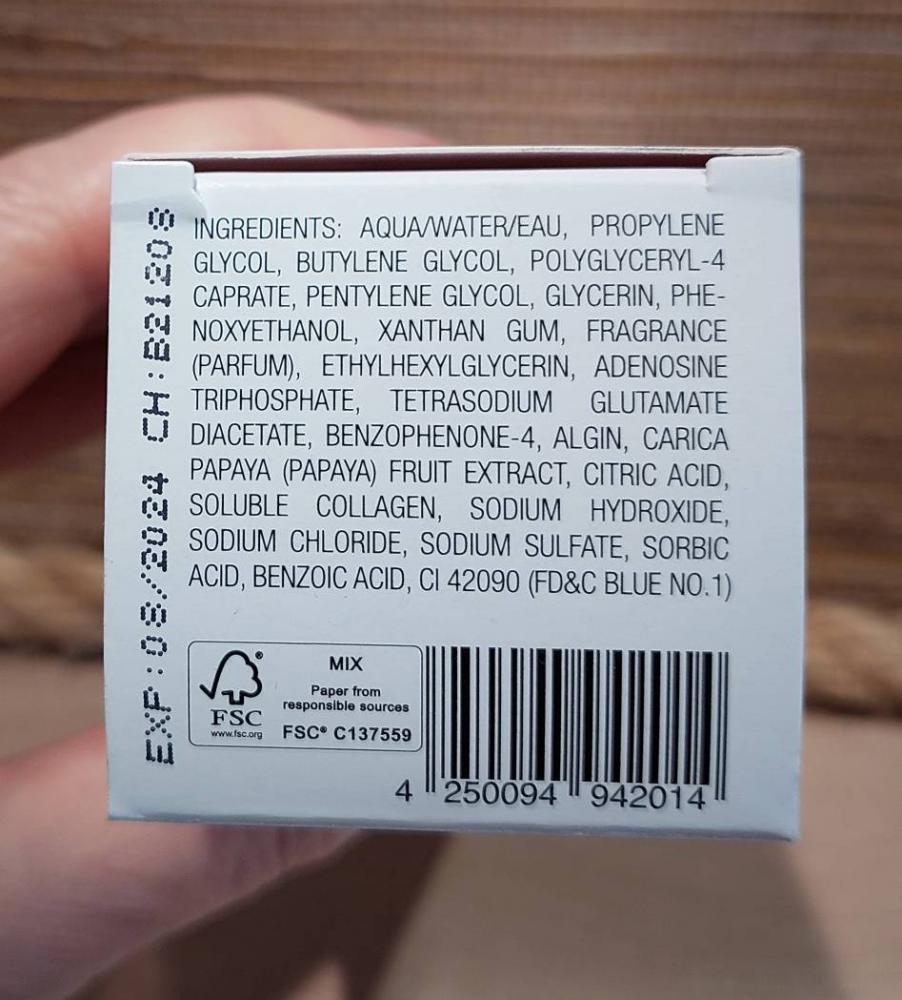 INGREDIENTS: AQUA/WATER/EAU, PROPYLENE
GLYCOL, BUTYLENE GLYCOL, POLYGLYCERYL-4
CAPRATE, PENTYLENE GLYCOL, GLYCERIN, PHE-
NOXYETHANOL, XANTHAN GUM, FRAGRANCE
(PARFUM), ETHYLHEXYLGLYCERIN, ADENOSINE
TRIPHOSPHATE, TETRASODIUM GLUTAMATE
DIACETATE, BENZOPHENONE-4, ALGIN, CARICA
PAPAYA (PAPAYA) FRUIT EXTRACT, CITRIC ACID,
SOLUBLE COLLAGEN, SODIUM HYDROXIDE,
SODIUM CHLORIDE, SODIUM SULFATE, SORBIC
ACID, BENZOIC ACID, CI 42090 (FD&C BLUE NO.1)
EXP:08/2024 CH:B21208
FSC
www.fsc.org
MIX
Paper from
responsible sources
FSC® C137559
4 250094 942014